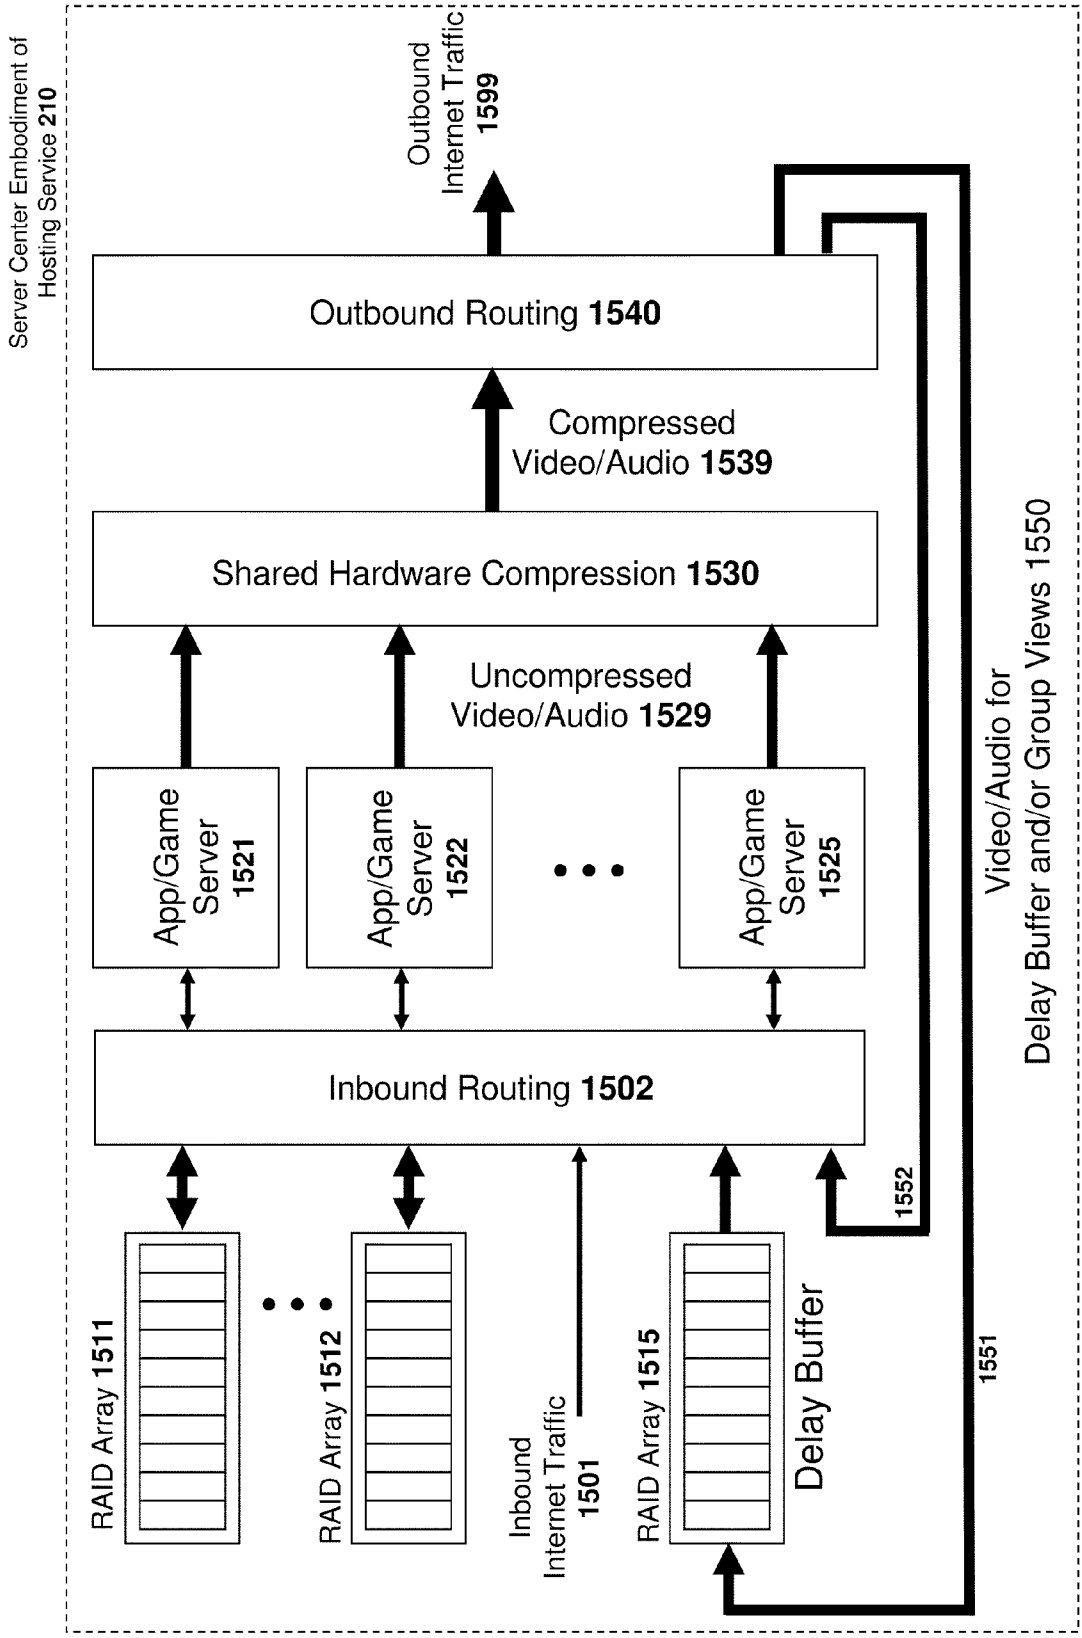 Server Center Embodiment of
Hosting Service 210
Outbound
Internet Traffic
1599
Outbound Routing 1540
Compressed
Video/Audio 1539
Shared Hardware Compression 1530
Uncompressed
Video/Audio 1529
App/Game
Server
1521
App/Game
Server
1522
App/Game
Server
1525
Inbound Routing 1502
RAID Array 1511
RAID Array 1512
Inbound
Internet Traffic
1501
RAID Array 1515
Delay Buffer
1552
1551
Video/Audio for
Delay Buffer and/or Group Views 1550